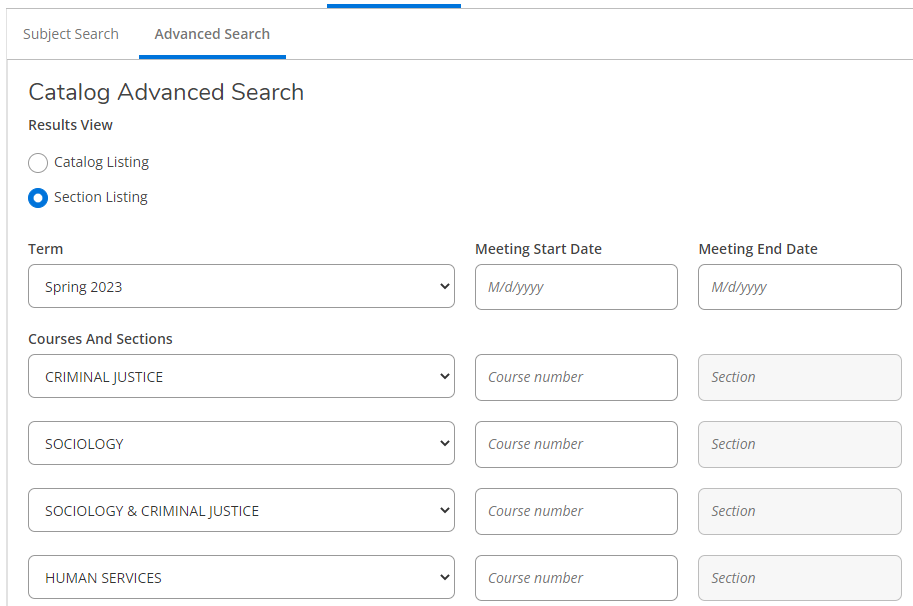 Subject Search Advanced Search
Catalog Advanced Search
Results View
Catalog Listing
Section Listing
Term Meeting Start Date Meeting End Date
Spring 2023 M/d/yyyy M/d/yyyy
Courses And Sections
CRIMINAL JUSTICE Course number Section
SOCIOLOGY Course number Section
SOCIOLOGY & CRIMINAL JUSTICE Course number Section
HUMAN SERVICES Course number Section